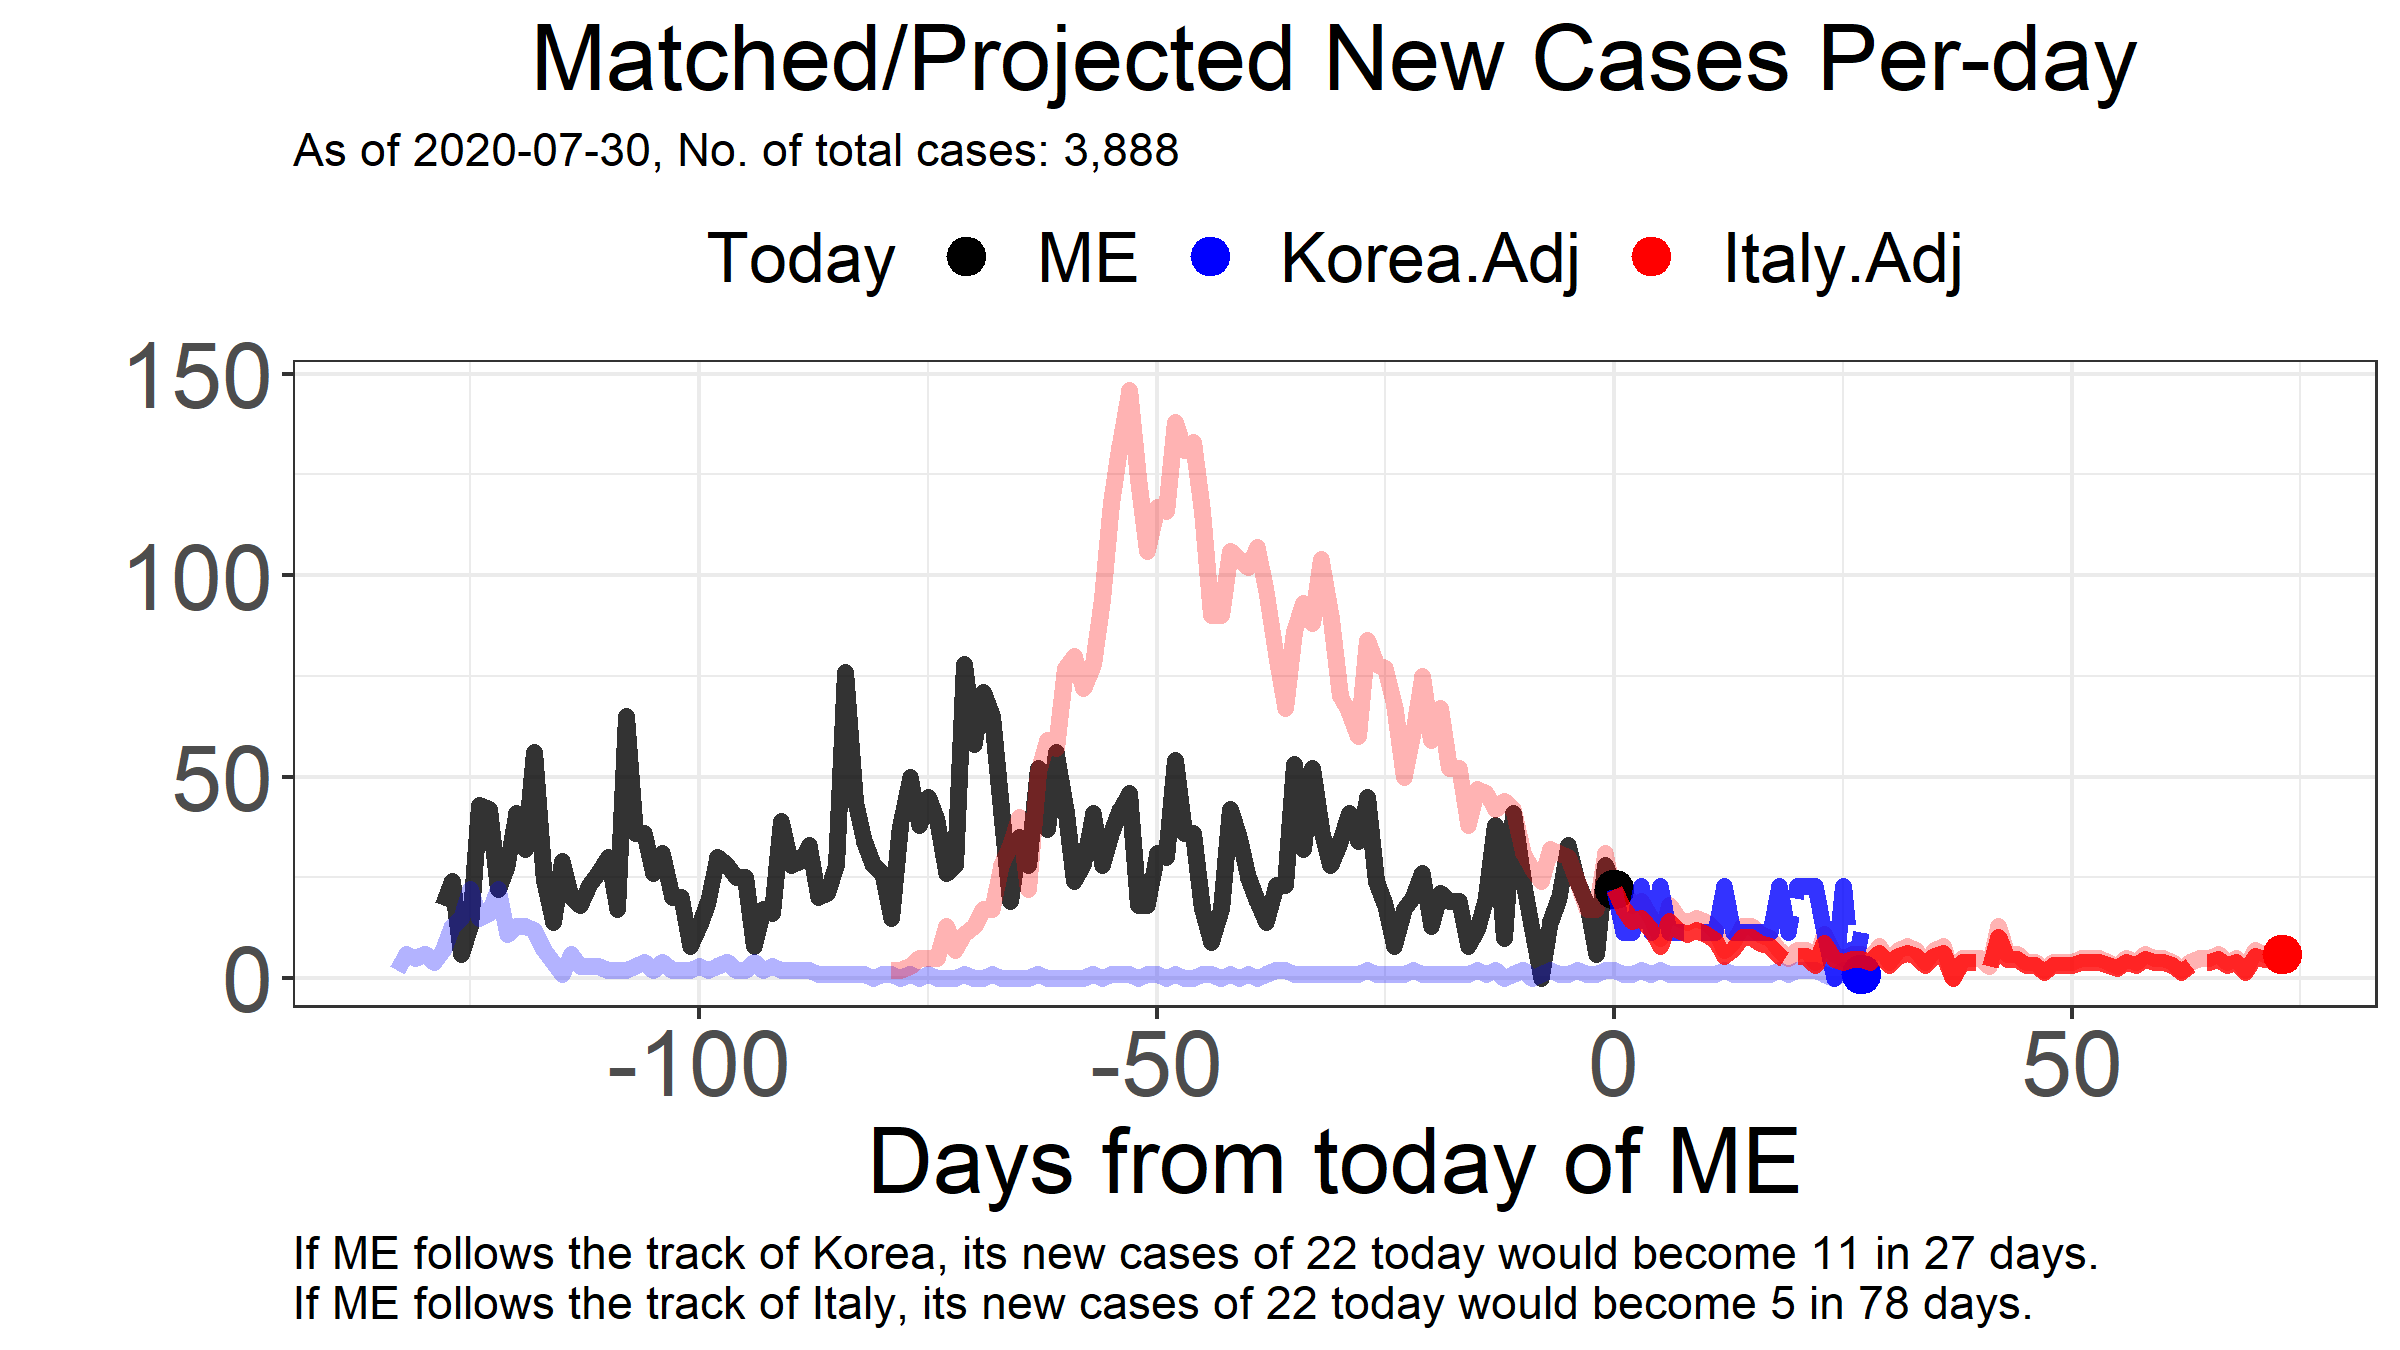 Matched/Projected New Cases Per-day
As of 2020-07-30, No. of total cases: 3,888
Today ME Korea.Adj Italy.Adj
150
100
50
0
-100 -50 0 50
Days from today of ME
If ME follows the track of Korea, its new cases of 22 today would become 11 in 27 days.
If ME follows the track of Italy, its new cases of 22 today would become 5 in 78 days.